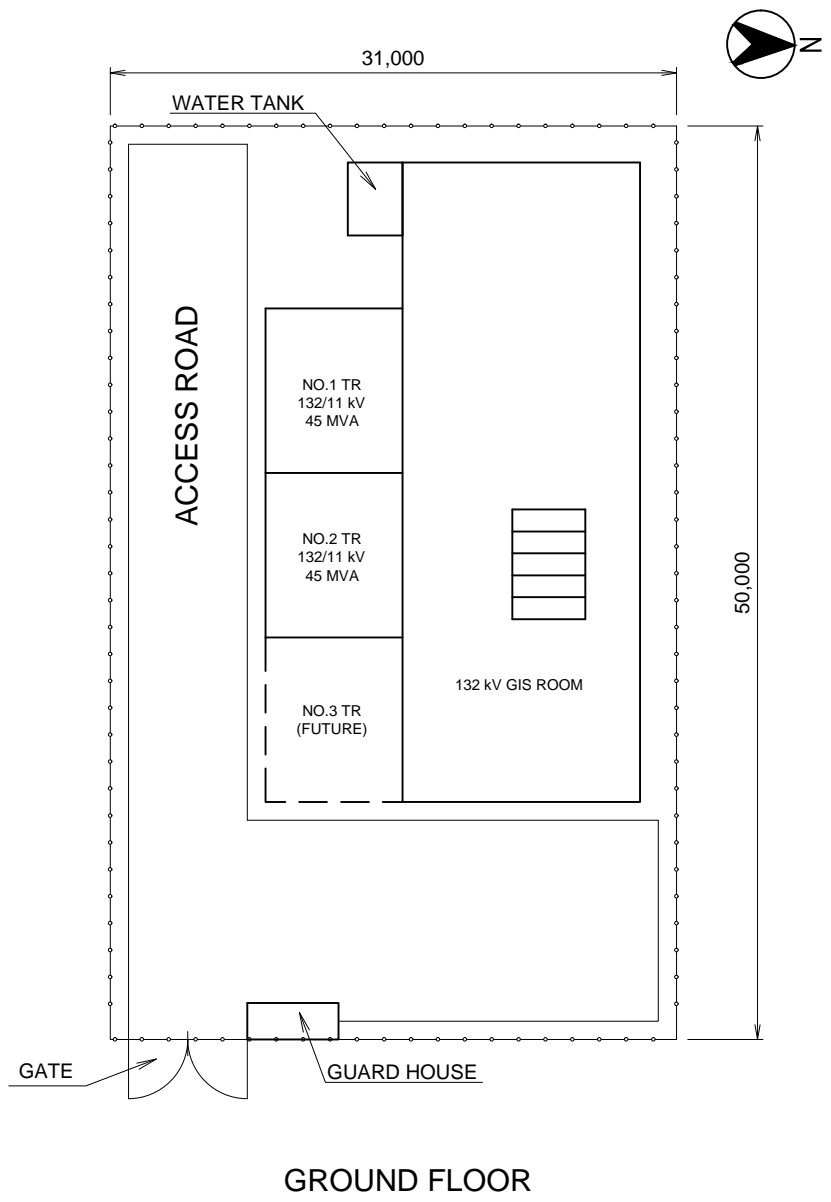 N
31,000
WATER TANK
ACCESS ROAD
NO.1 TR
132/11 kV
45 MVA
NO.2 TR
132/11 kV
45 MVA
50,000
132 kV GIS ROOM
NO.3 TR
(FUTURE)
GATE
GUARD HOUSE
GROUND FLOOR